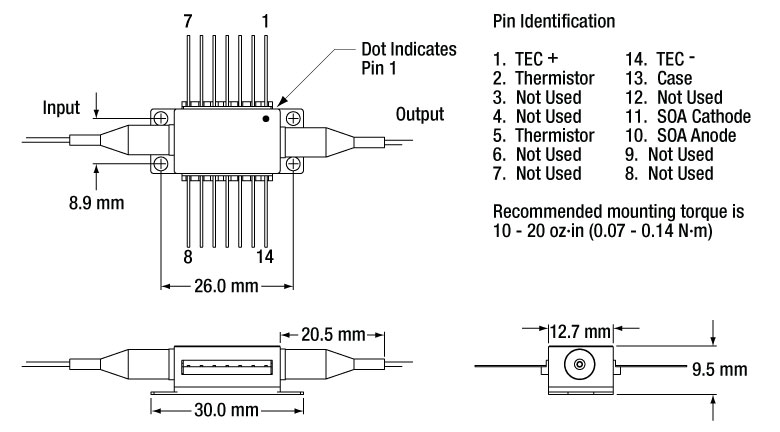 7 1
Dot Indicates
Pin 1
Input
Output
8.9 mm
8 14
26.0 mm
Pin Identification
1. TEC + 14. TEC -
2. Thermistor 13. Case
3. Not Used 12. Not Used
4. Not Used 11. SOA Cathode
5. Thermistor 10. SOA Anode
6. Not Used 9. Not Used
7. Not Used 8. Not Used
Recommended mounting torque is
10 - 20 oz·in (0.07 - 0.14 N·m)
20.5 mm
30.0 mm
12.7 mm
9.5 mm